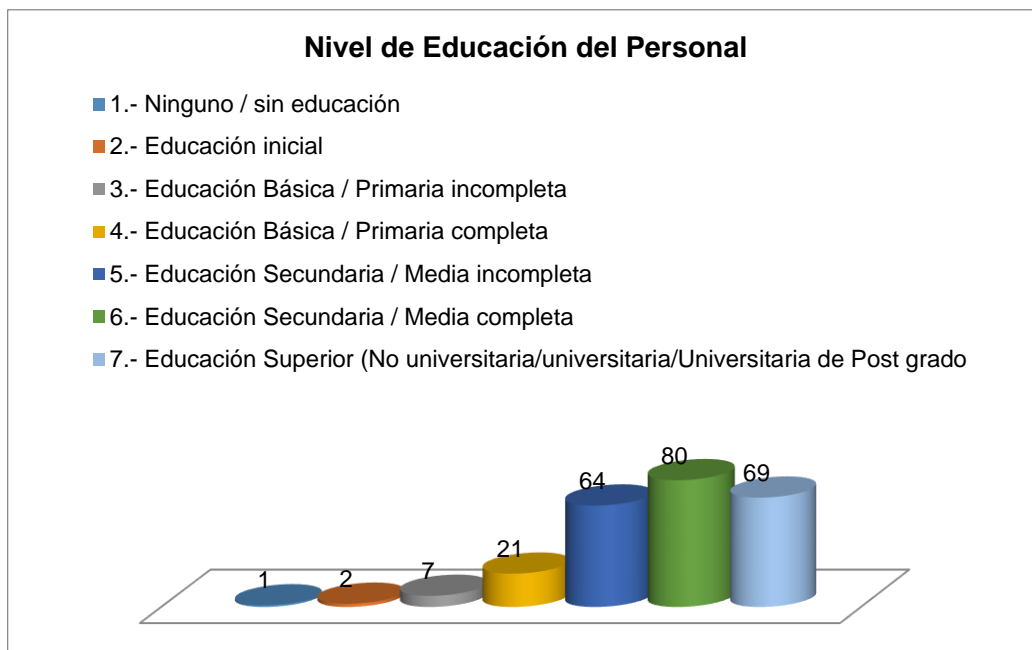 Nivel de Educación del Personal
1.- Ninguno / sin educación
2.- Educación inicial
3.- Educación Básica / Primaria incompleta
4.- Educación Básica / Primaria completa
5.- Educación Secundaria / Media incompleta
6.- Educación Secundaria / Media completa
7.- Educación Superior (No universitaria/universitaria/Universitaria de Post grado
1
2
7
21
64
80
69